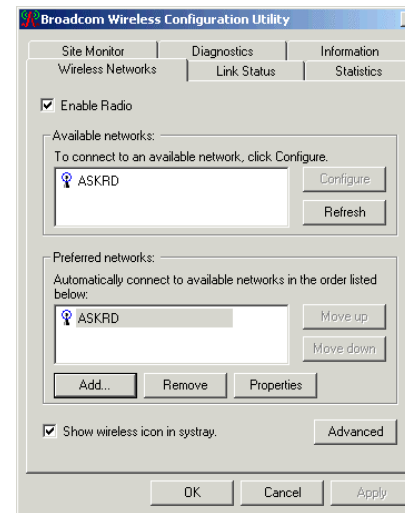 Broadcom Wireless Configuration Utility
Site Monitor Diagnostics Information
Wireless Networks Link Status Statistics
Enable Radio
Available networks:
To connect to an available network, click Configure.
ASKRD
Configure
Refresh
Preferred networks:
Automatically connect to available networks in the order listed
below:
ASKRD
Move up
Move down
Add... Remove Properties
Show wireless icon in systray.
Advanced
OK Cancel Apply